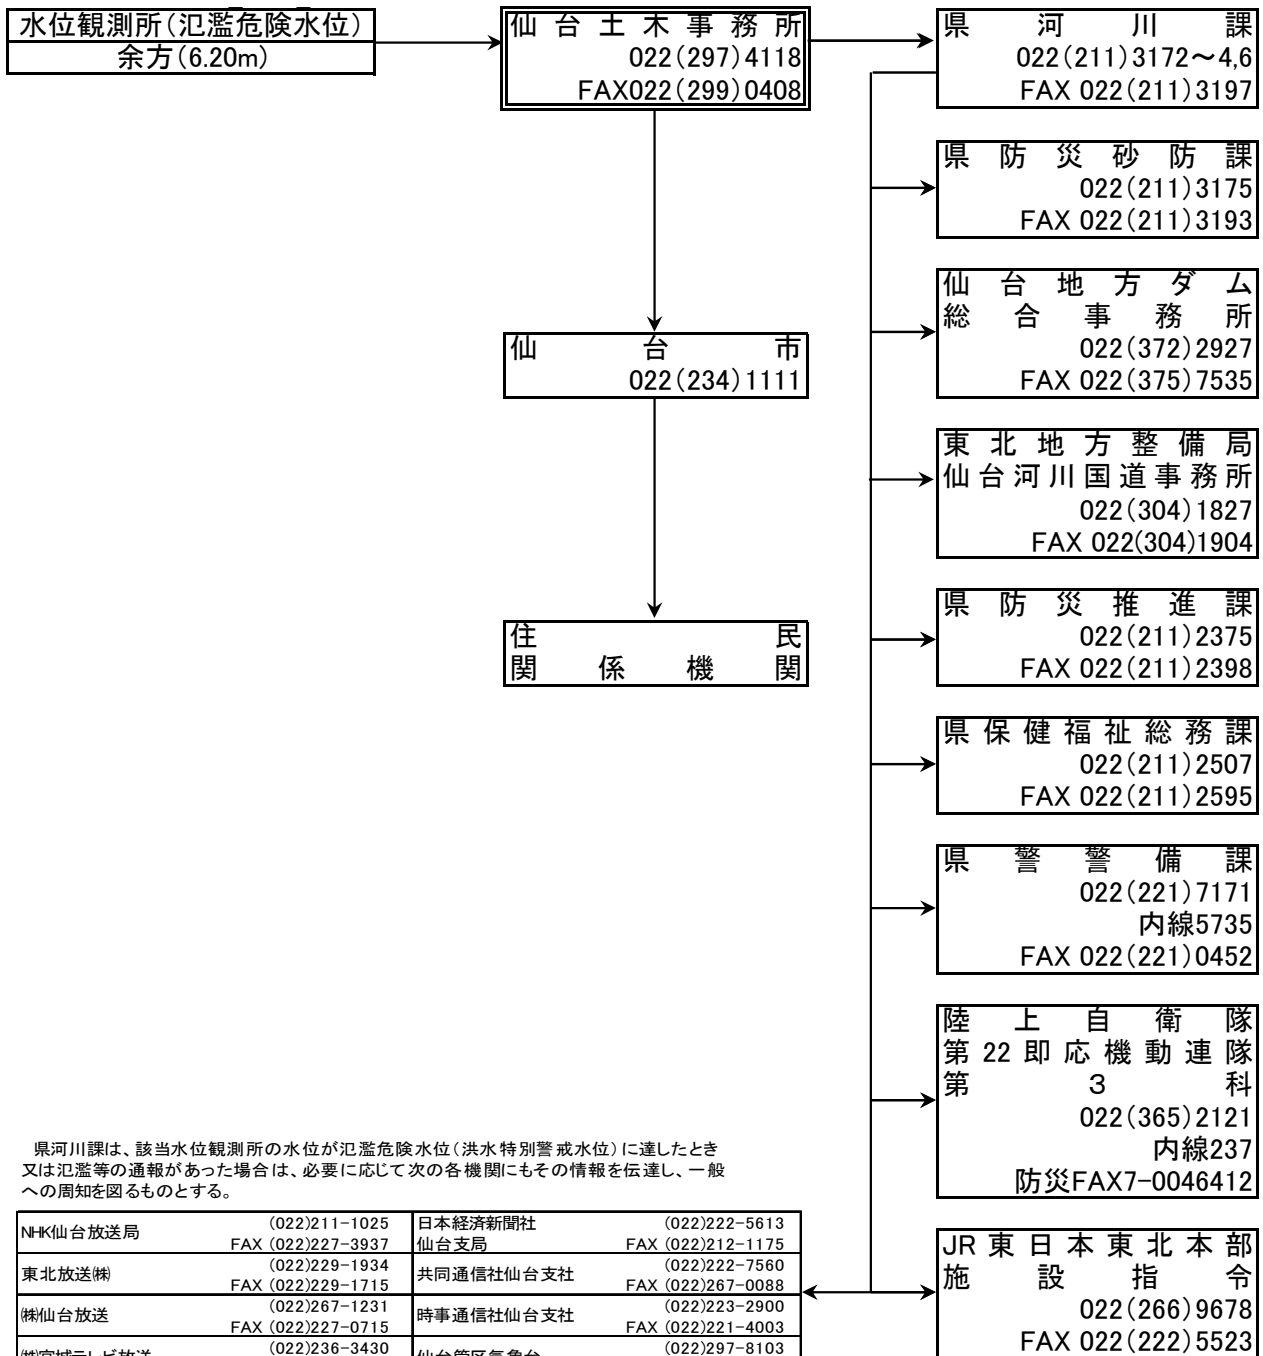 水位観測所(氾濫危険水位)
余方(6.20m)
仙台土木事務所
022(297)4118
FAX022(299)0408
仙台市
022(234)1111
住民
関係機関
県河川課
022(211)3172～4,6
FAX 022(211)3197
県防災砂防課
022(211)3175
FAX 022(211)3193
仙台地方ダム
総合事務所
022(372)2927
FAX 022(375)7535
東北地方整備局
仙台河川国道事務所
022(304)1827
FAX 022(304)1904
県防災推進課
022(211)2375
FAX 022(211)2398
県保健福祉総務課
022(211)2507
FAX 022(211)2595
県警警備課
022(221)7171
内線5735
FAX 022(221)0452
陸上自衛隊
第22即応機動連隊
第３科
022(365)2121
内線237
防災FAX7-0046412
JR東日本東北本部
施設指令
022(266)9678
FAX 022(222)5523
県河川課は、該当水位観測所の水位が氾濫危険水位(洪水特別警戒水位)に達したとき
又は氾濫等の通報があった場合は、必要に応じて次の各機関にもその情報を伝達し、一般
への周知を図るものとする。
NHK仙台放送局
(022)211-1025
FAX (022)227-3937
日本経済新聞社
仙台支局
(022)222-5613
FAX (022)212-1175
東北放送㈱
(022)229-1934
FAX (022)229-1715
共同通信社仙台支社
(022)222-7560
FAX (022)267-0088
㈱仙台放送
(022)267-1231
FAX (022)227-0715
時事通信社仙台支社
(022)223-2900
FAX (022)221-4003
㈱宮城テレビ放送
(022)236-3430
仙台管区気象台
(022)297-8103